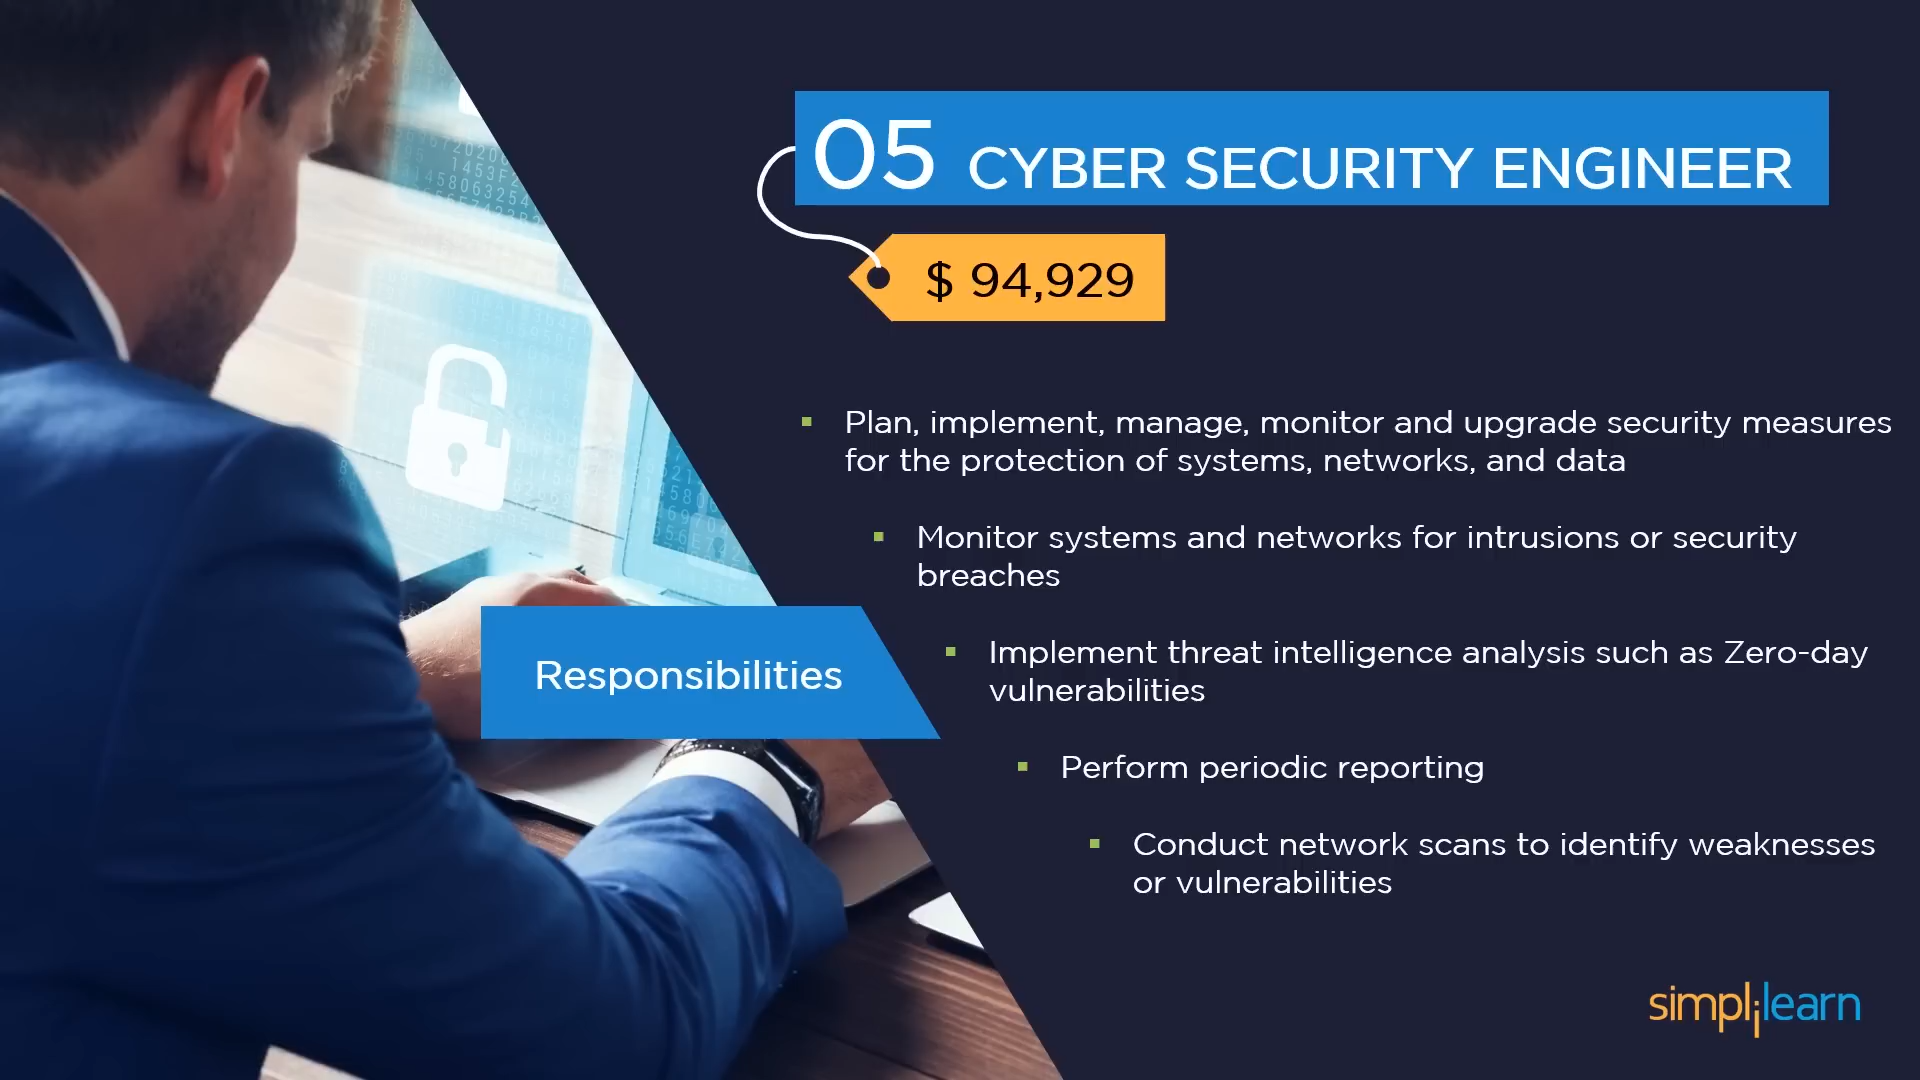 05 CYBER SECURITY ENGINEER
$ 94,929
Plan, implement, manage, monitor and upgrade security measures
for the protection of systems, networks, and data
Monitor systems and networks for intrusions or security
breaches
Responsibilities
Implement threat intelligence analysis such as Zero-day
vulnerabilities
Perform periodic reporting
Conduct network scans to identify weaknesses
or vulnerabilities
simplilearn